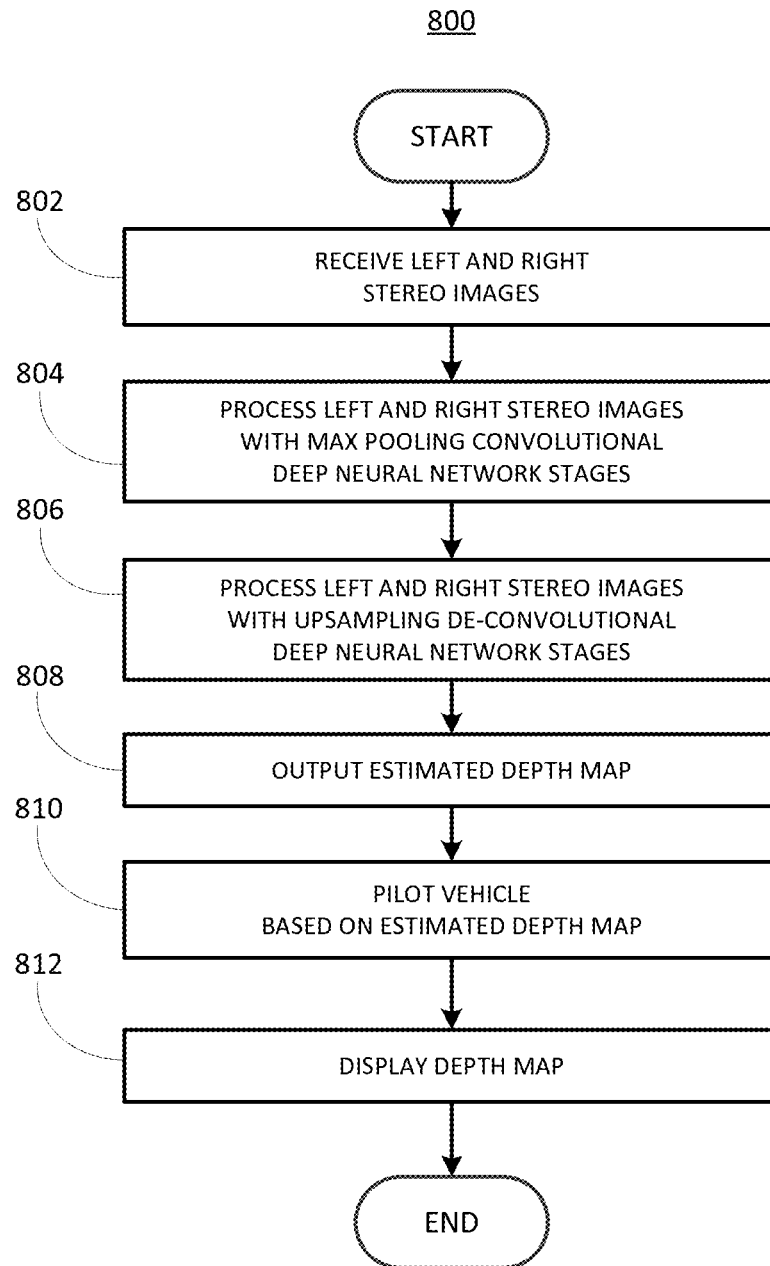 800
START
802
RECEIVE LEFT AND RIGHT
STEREO IMAGES
804
PROCESS LEFT AND RIGHT STEREO IMAGES
WITH MAX POOLING CONVOLUTIONAL
DEEP NEURAL NETWORK STAGES
806
PROCESS LEFT AND RIGHT STEREO IMAGES
WITH UPSAMPLING DE-CONVOLUTIONAL
DEEP NEURAL NETWORK STAGES
808
OUTPUT ESTIMATED DEPTH MAP
810
PILOT VEHICLE
BASED ON ESTIMATED DEPTH MAP
812
DISPLAY DEPTH MAP
END